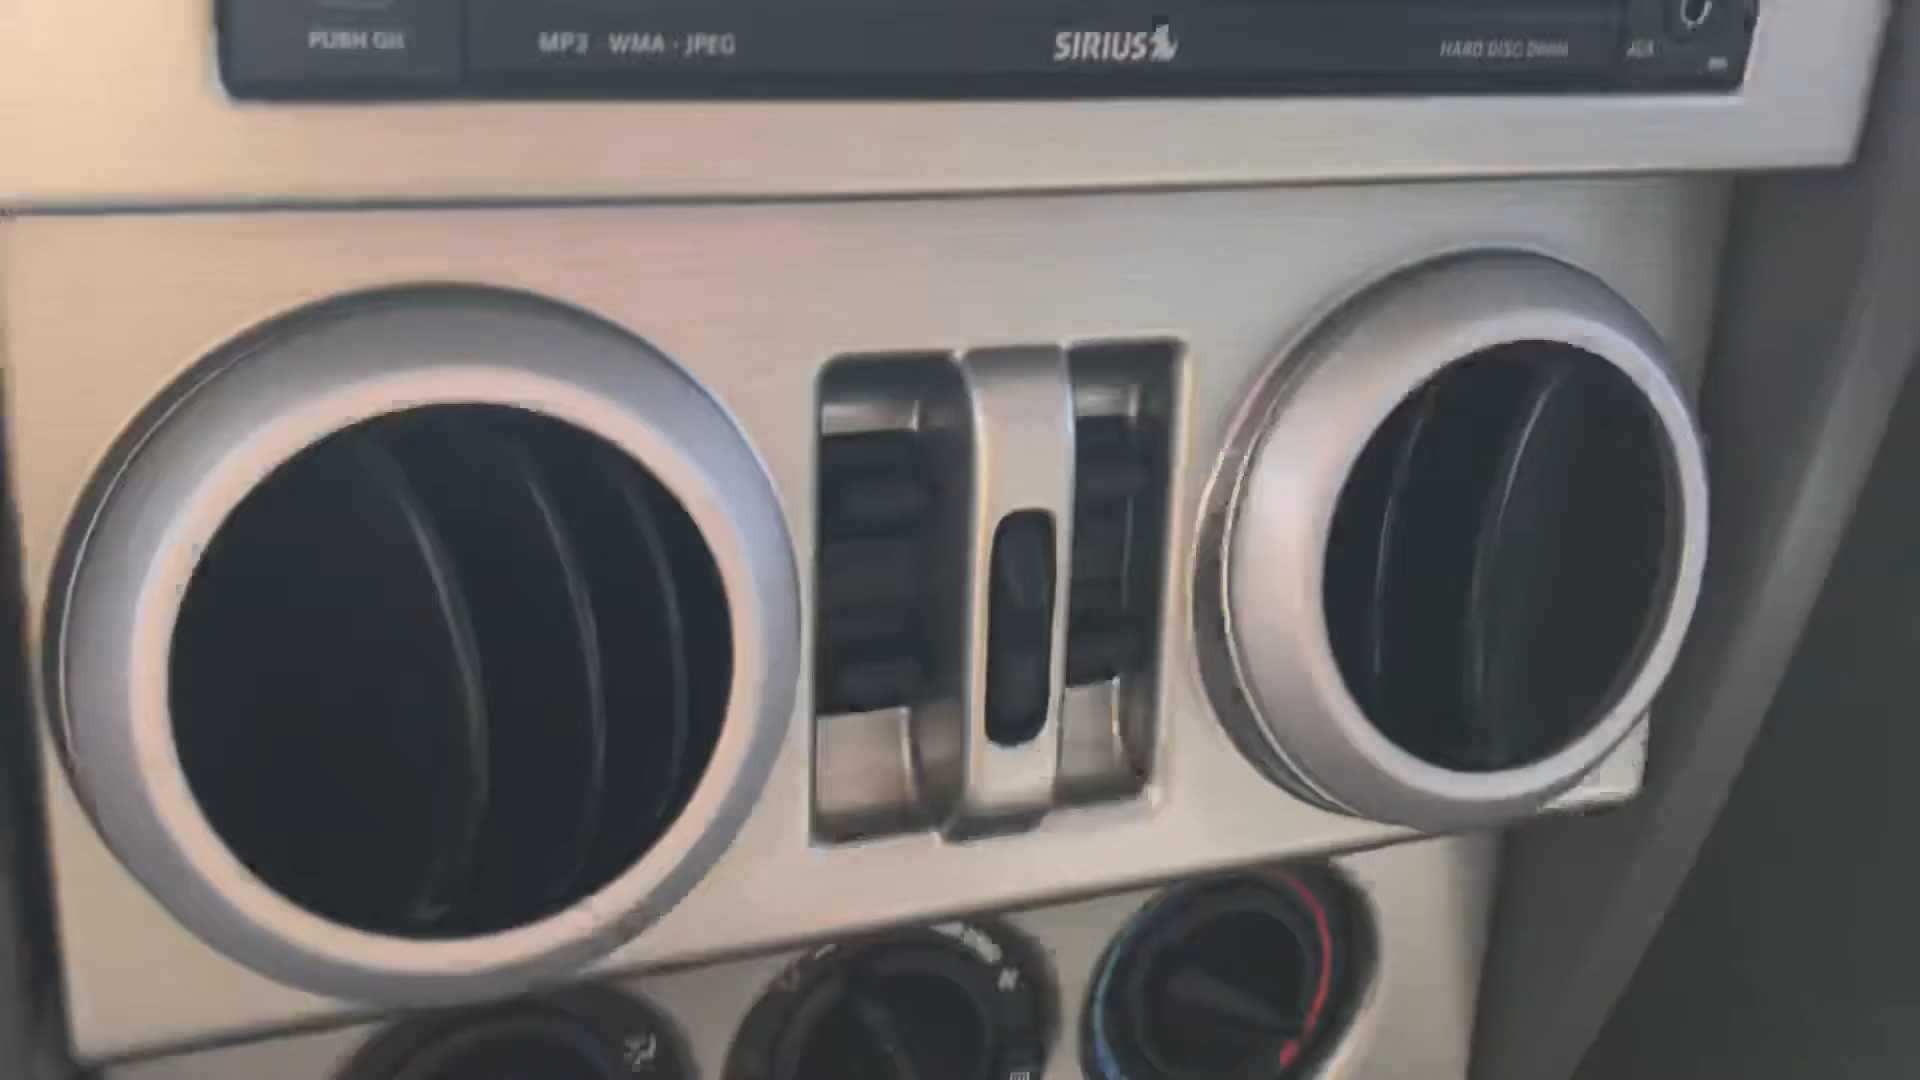 PUSH
MP3 · WMA · JPEG
SIRIUS
HARD DISC DRIVE
AUX